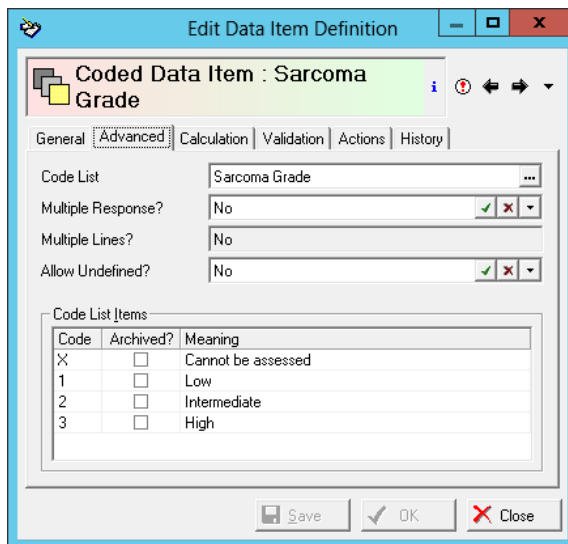 Edit Data Item Definition
Coded Data Item : Sarcoma
Grade
General Advanced Calculation Validation Actions History
Code List Sarcoma Grade ...
Multiple Response? No
Multiple Lines? No
Allow Undefined? No
Code List Items
Code Archived? Meaning
X Cannot be assessed
1 Low
2 Intermediate
3 High
Save OK Close